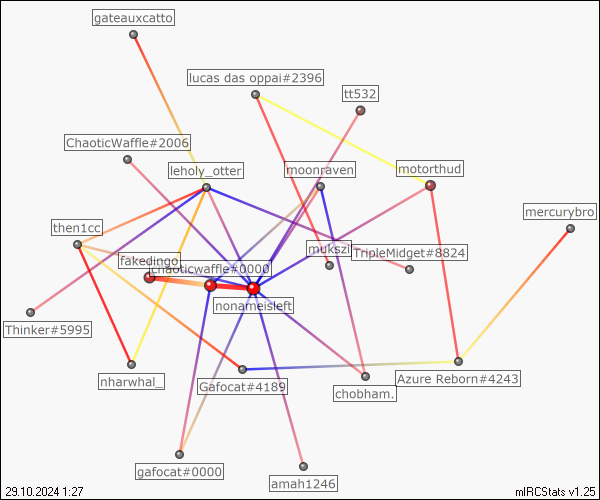 gateauxcatto
lucas das oppai#2396
tt532
ChaoticWaffle#2006
leholy_otter
moonraven
motorthud
mercurybro
then1cc
fakedingo
chaoticwaffle#0000
mukszi
TripleMidget#8824
nonameisleft
Thinker#5995
nharwhal_
Gafocat#4189
chobham.
Azure Reborn#4243
gafocat#0000
amah1246
29.10.2024 1:27
mIRCStats v1.25